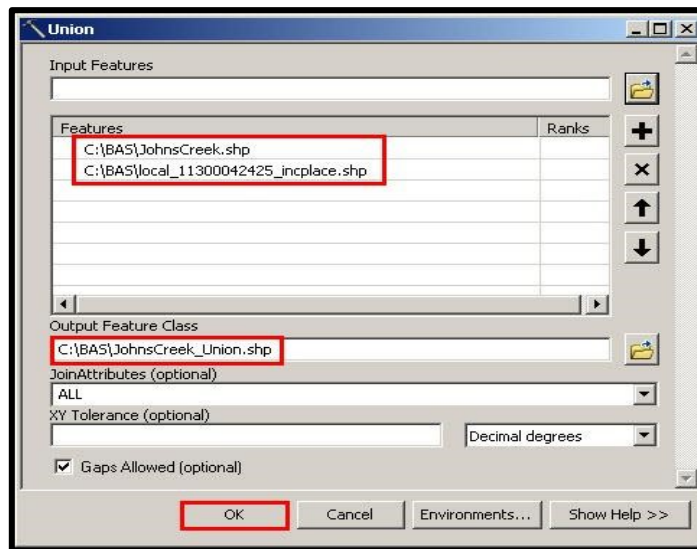 Union
Input Features
Features Ranks
C:\BAS\JohnsCreek.shp
C:\BAS\local_11300042425_incplace.shp
Output Feature Class
C:\BAS\JohnsCreek_Union.shp
JoinAttributes (optional)
ALL
XY Tolerance (optional)
Decimal degrees
Gaps Allowed (optional)
OK Cancel Environments... Show Help >>